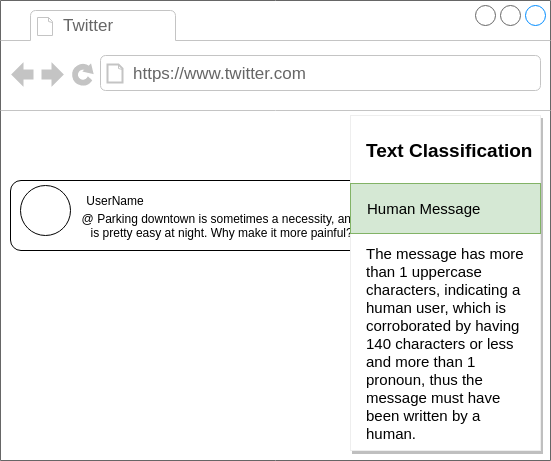 Twitter
https://www.twitter.com
Text Classification
Human Message
UserName
@ Parking downtown is sometimes a necessity, an
is pretty easy at night. Why make it more painful?
The message has more
than 1 uppercase
characters, indicating a
human user, which is
corroborated by having
140 characters or less
and more than 1
pronoun, thus the
message must have
been written by a
human.